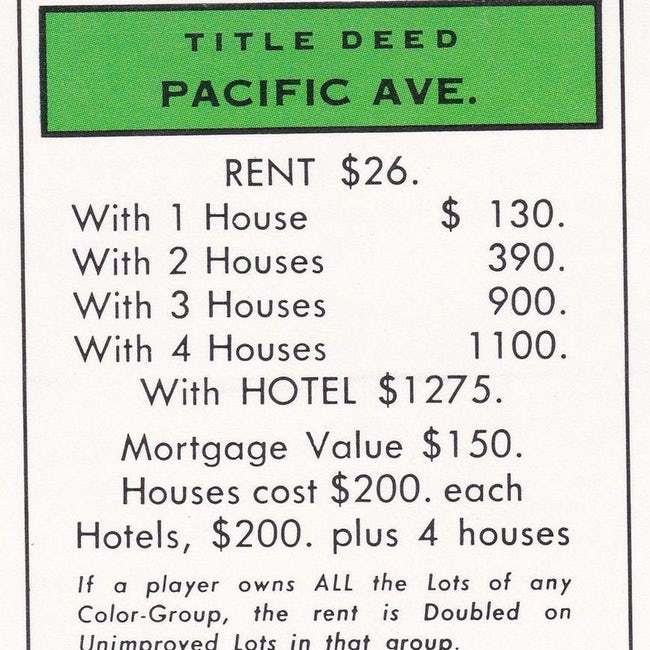 TITLE DEED
PACIFIC AVE.
RENT $26.
With 1 House $ 130.
With 2 Houses 390.
With 3 Houses 900.
With 4 Houses 1100.
With HOTEL $1275.
Mortgage Value $150.
Houses cost $200. each
Hotels, $200. plus 4 houses
If a player owns ALL the Lots of any
Color-Group, the rent is Doubled on
Unimproved Lots in that group.